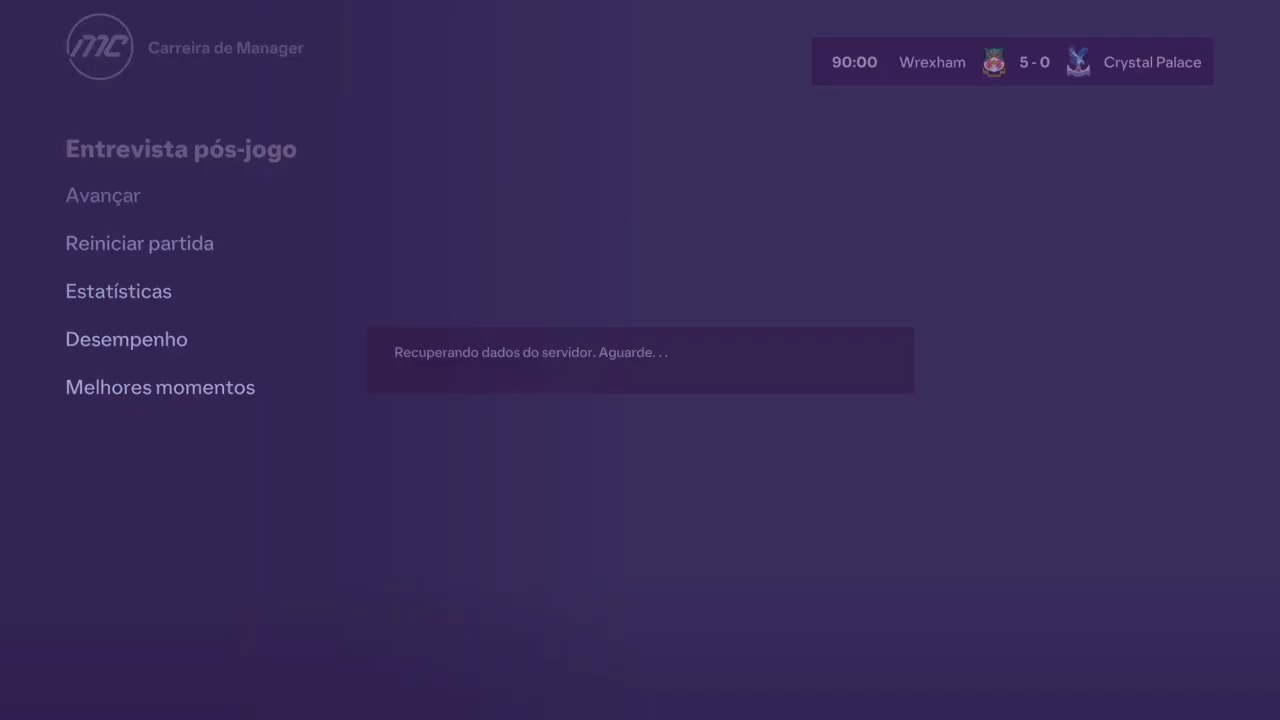 MC Carreira de Manager
90:00 Wrexham 5 - 0 Crystal Palace
Entrevista pós-jogo
Avançar
Reiniciar partida
Estatísticas
Desempenho
Melhores momentos
Recuperando dados do servidor. Aguarde. . .